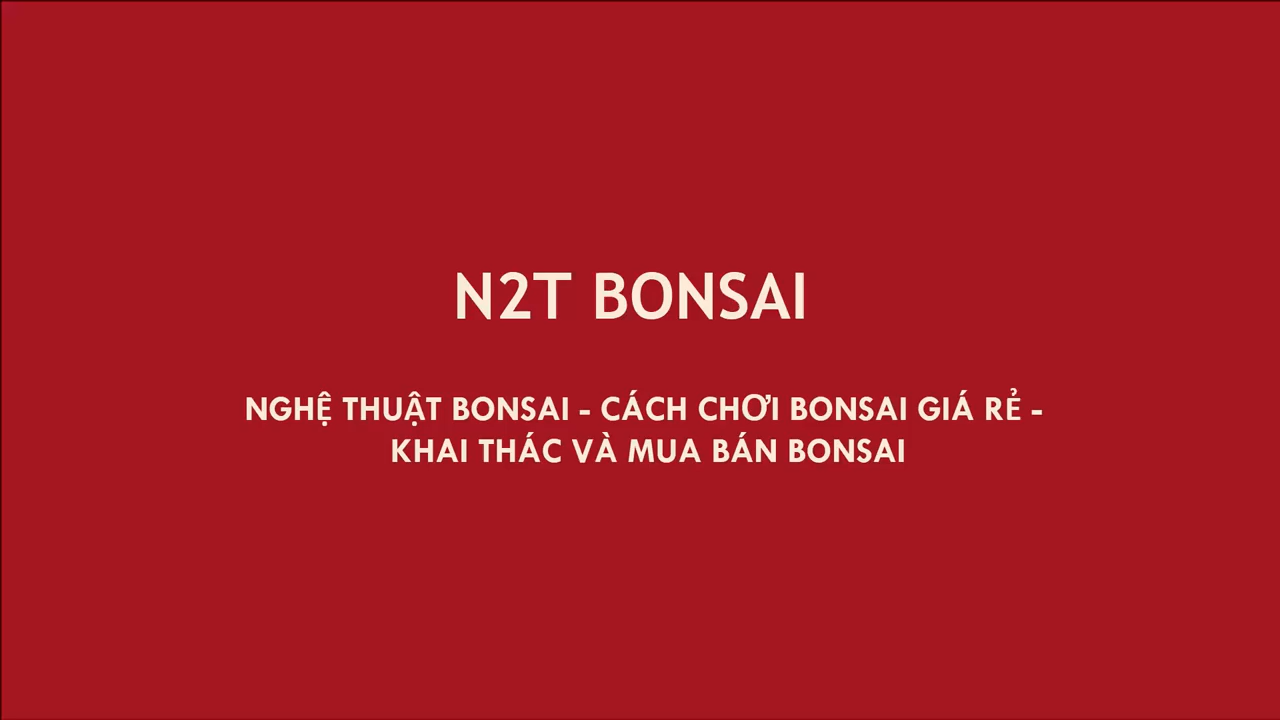 N2T BONSAI
NGHỆ THUẬT BONSAI - CÁCH CHƠI BONSAI GIÁ RẺ -
KHAI THÁC VÀ MUA BÁN BONSAI